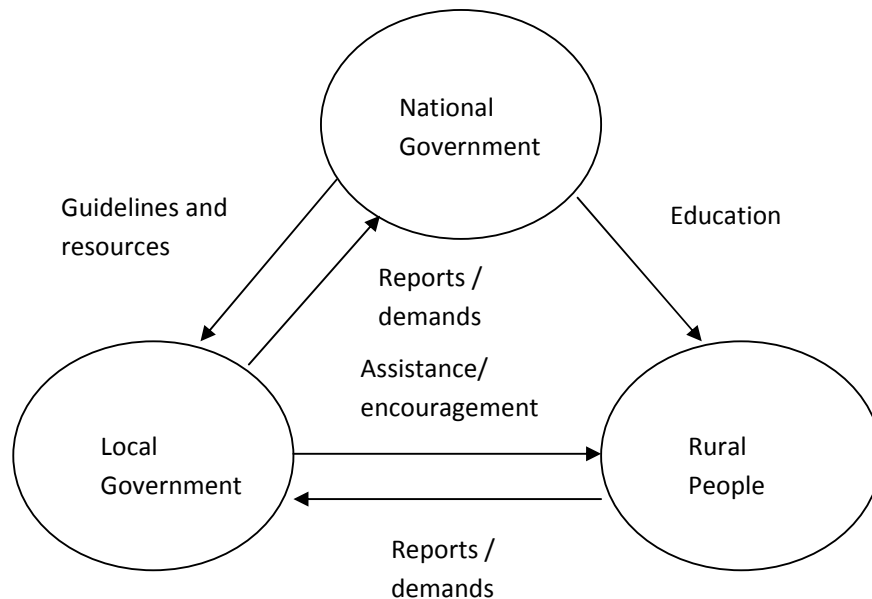 National
Government
Guidelines and
resources
Education
Reports /
demands
Assistance/
encouragement
Local
Government
Rural
People
Reports /
demands